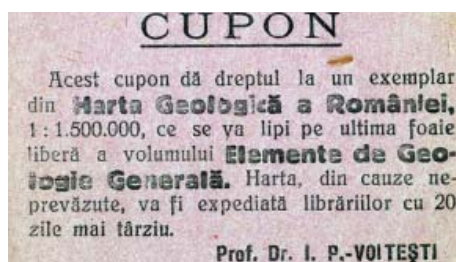 CUPON
Acest cupon dă dreptul la un exemplar
din Harta Geologică a României,
1 : 1.500.000, ce se va lipi pe ultima foaie
liberă a volumului Elemente de Geo-
logie Generală. Harta, din cauze ne-
prevăzute, va fi expediată librăriilor cu 20
zile mai târziu.
Prof. Dr. I. P.-VOITEȘTI